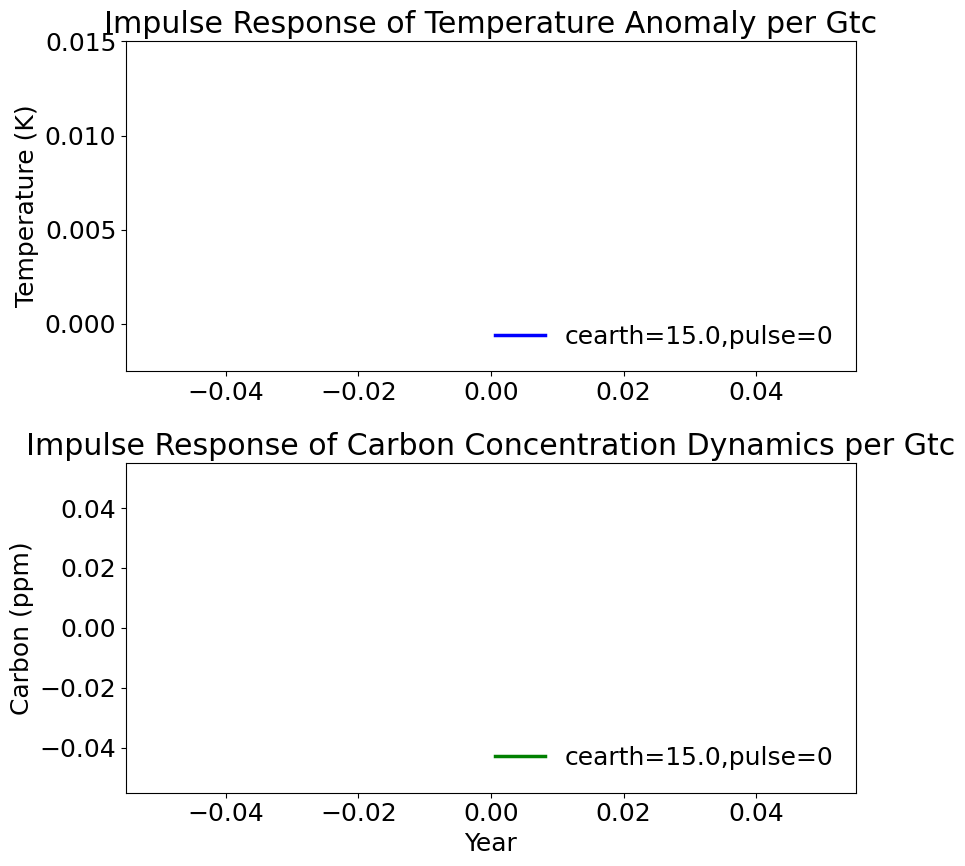 Impulse Response of Temperature Anomaly per Gtc
0.015
0.010
0.005
0.000
Temperature (K)
cearth=15.0,pulse=0
−0.04
−0.02
0.00
0.02
0.04
Impulse Response of Carbon Concentration Dynamics per Gtc
0.04
0.02
0.00
−0.02
−0.04
Carbon (ppm)
cearth=15.0,pulse=0
−0.04
−0.02
0.00
0.02
0.04
Year